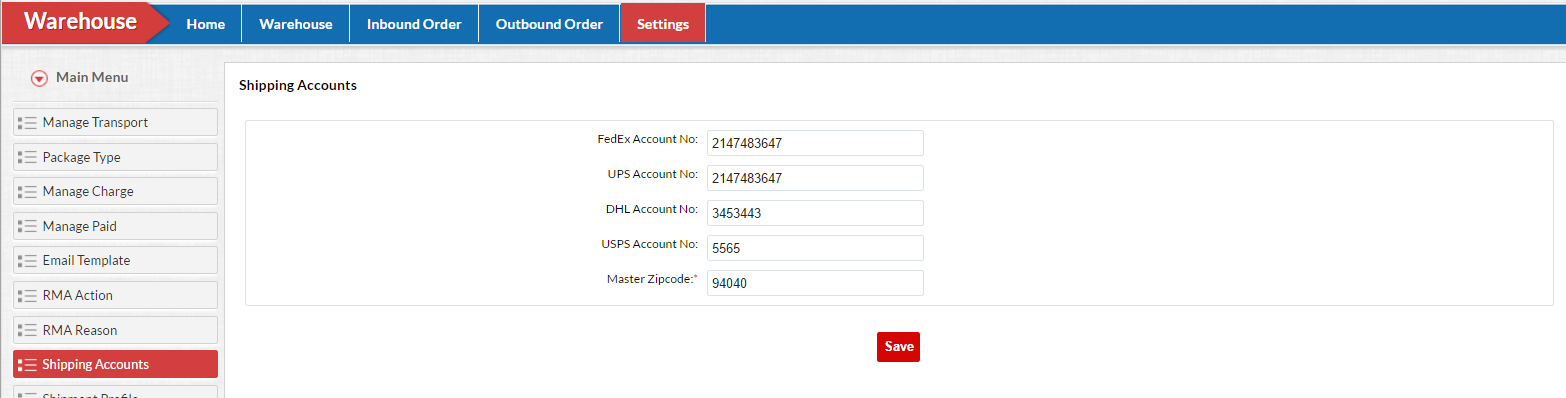 Warehouse
Home
Warehouse
Inbound Order
Outbound Order
Settings
Main Menu
Manage Transport
Package Type
Manage Charge
Manage Paid
Email Template
RMA Action
RMA Reason
Shipping Accounts
Shipment Profile
Shipping Accounts
FedEx Account No: 2147483647
UPS Account No: 2147483647
DHL Account No: 3453443
USPS Account No: 5565
Master Zipcode:* 94040
Save